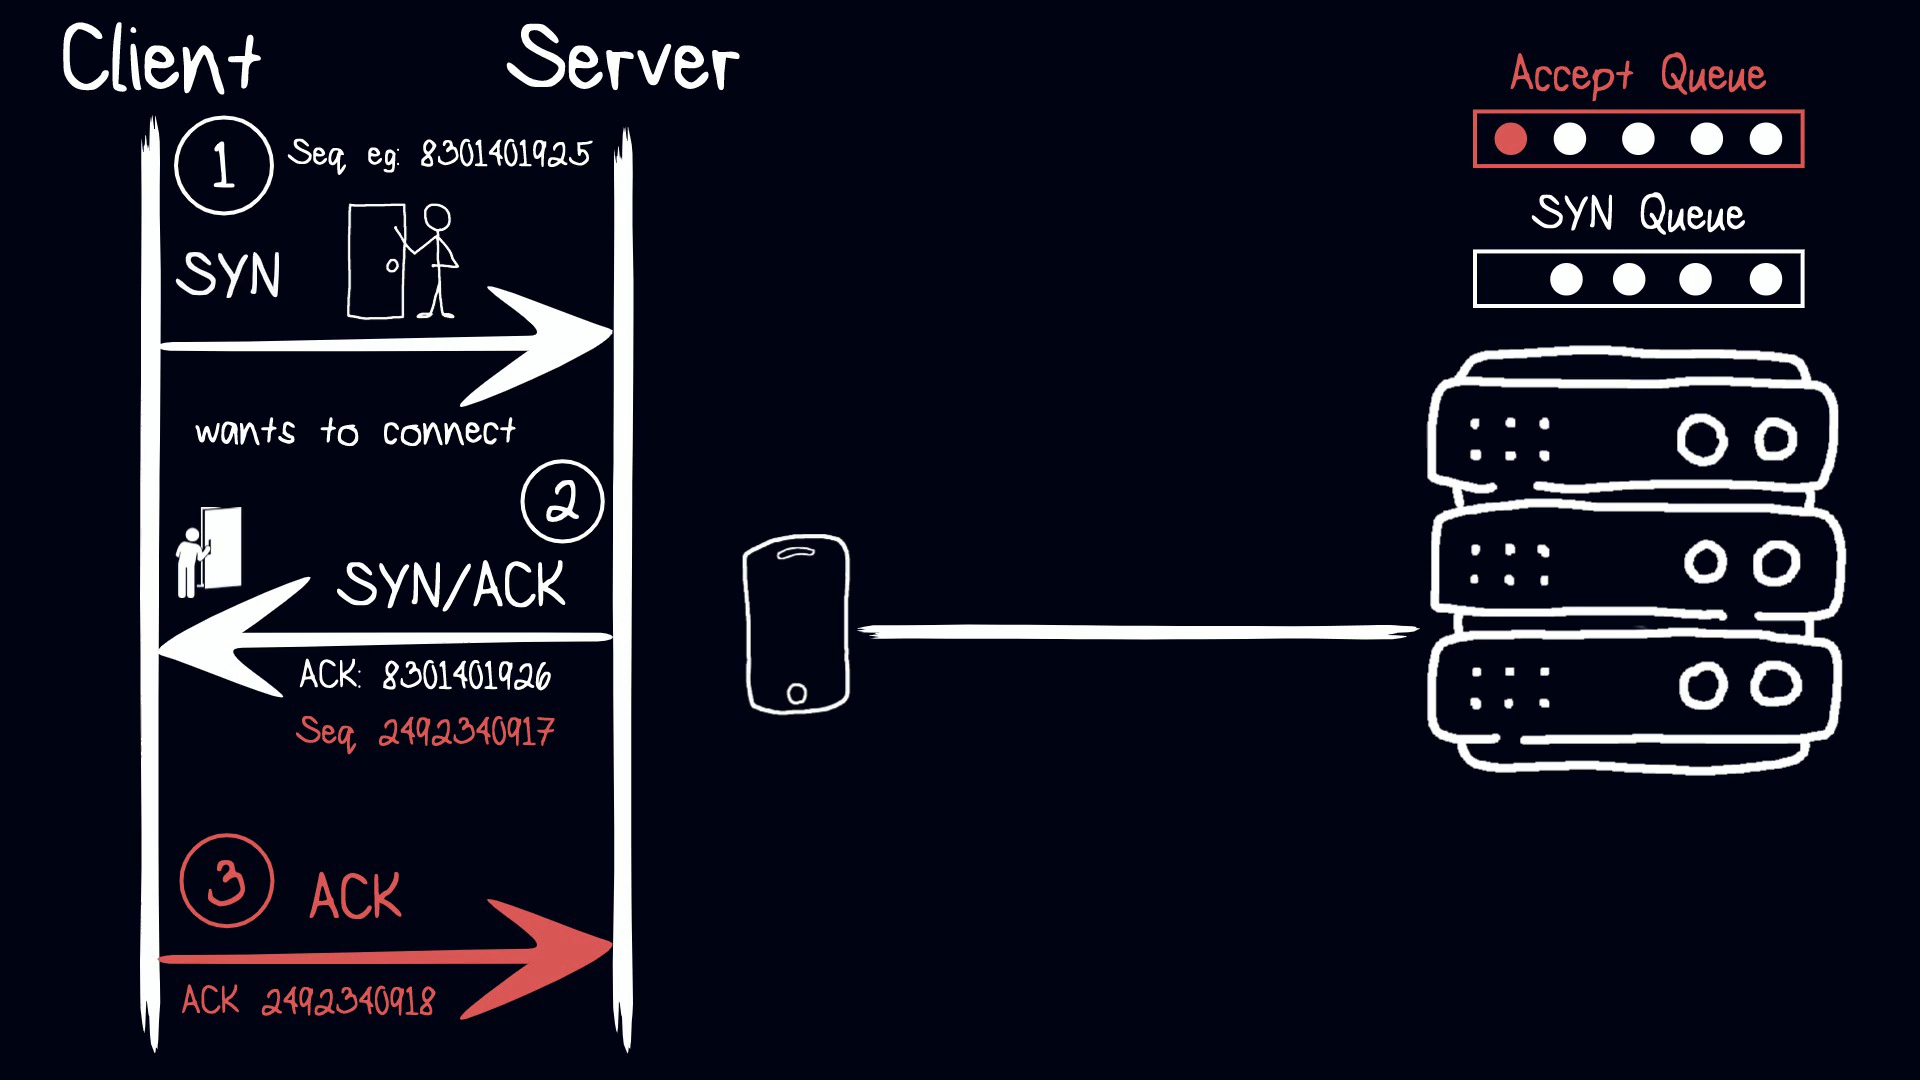 Client
Server
1
Seq eg: 8301401925
SYN
wants to connect
2
SYN/ACK
ACK: 8301401926
Seq 2492340917
3
ACK
ACK 2492340918
Accept Queue
SYN Queue